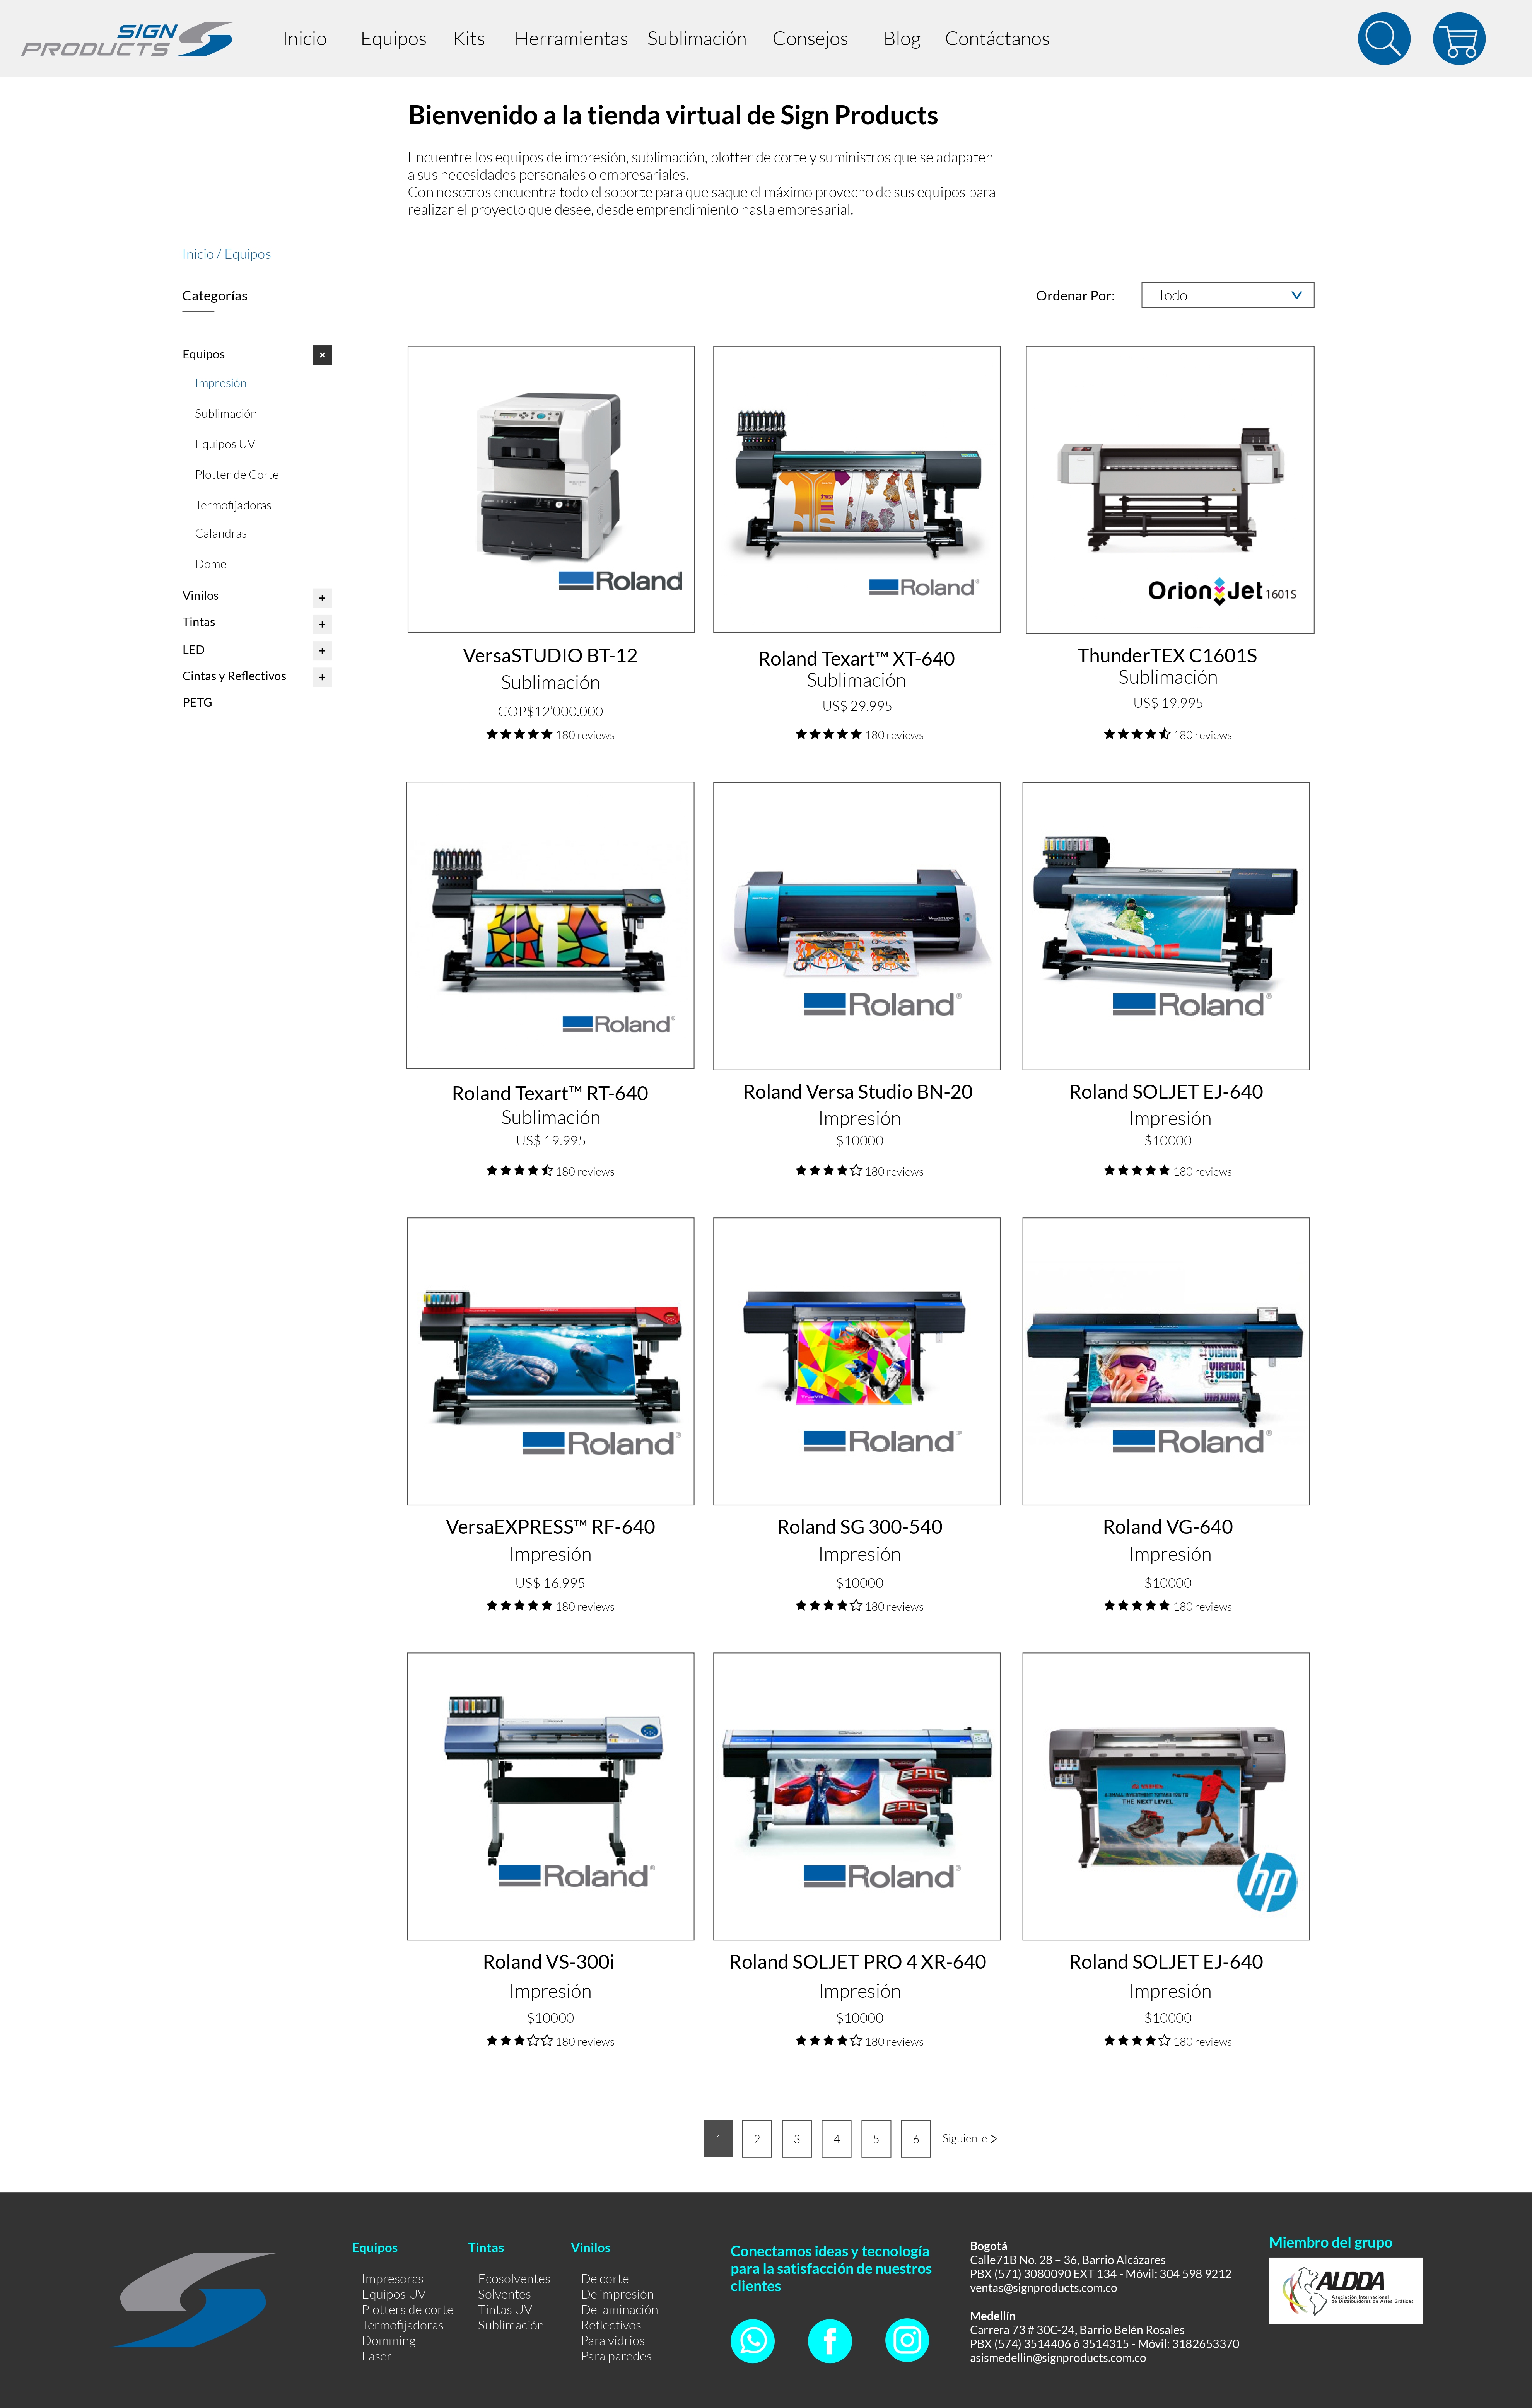 SIGN
PRODUCTS
Inicio Equipos Kits Herramientas Sublimación Consejos Blog Contáctanos
Bienvenido a la tienda virtual de Sign Products
Encuentre los equipos de impresión, sublimación, plotter de corte y suministros que se adapaten
a sus necesidades personales o empresariales.
Con nosotros encuentra todo el soporte para que saque el máximo provecho de sus equipos para
realizar el proyecto que desee, desde emprendimiento hasta empresarial.
Inicio / Equipos
Categorías
Ordenar Por: Todo
Equipos ×
Impresión
Sublimación
Equipos UV
Plotter de Corte
Termofijadoras
Calandras
Dome
Vinilos +
Tintas +
LED +
Cintas y Reflectivos +
PETG
Roland
Roland®
Orion Jet 1601S
VersaSTUDIO BT-12
Sublimación
COP$12'000.000
180 reviews
Roland Texart™ XT-640
Sublimación
US$ 29.995
180 reviews
ThunderTEX C1601S
Sublimación
US$ 19.995
180 reviews
Roland®
Roland®
Roland®
Roland Texart™ RT-640
Sublimación
US$ 19.995
180 reviews
Roland Versa Studio BN-20
Impresión
$10000
180 reviews
Roland SOLJET EJ-640
Impresión
$10000
180 reviews
Roland®
Roland®
VISION
VIRTUAL
VISION
VIRTUAL
Roland®
VersaEXPRESS™ RF-640
Impresión
US$ 16.995
180 reviews
Roland SG 300-540
Impresión
$10000
180 reviews
Roland VG-640
Impresión
$10000
180 reviews
Roland®
EPIC
EPIC
Roland®
THE NEXT LEVEL
hp
Roland VS-300i
Impresión
$10000
180 reviews
Roland SOLJET PRO 4 XR-640
Impresión
$10000
180 reviews
Roland SOLJET EJ-640
Impresión
$10000
180 reviews
1 2 3 4 5 6 Siguiente >
Equipos
Impresoras
Equipos UV
Plotters de corte
Termofijadoras
Domming
Laser
Tintas
Ecosolventes
Solventes
Tintas UV
Sublimación
Vinilos
De corte
De impresión
De laminación
Reflectivos
Para vidrios
Para paredes
Conectamos ideas y tecnología
para la satisfacción de nuestros
clientes
Bogotá
Calle71B No. 28 – 36, Barrio Alcázares
PBX (571) 3080090 EXT 134 - Móvil: 304 598 9212
ventas@signproducts.com.co
Medellín
Carrera 73 # 30C-24, Barrio Belén Rosales
PBX (574) 3514406 ó 3514315 - Móvil: 3182653370
asismedellin@signproducts.com.co
Miembro del grupo
ALDDA
Asociación Internacional
de Distribuidores de Artes Gráficas